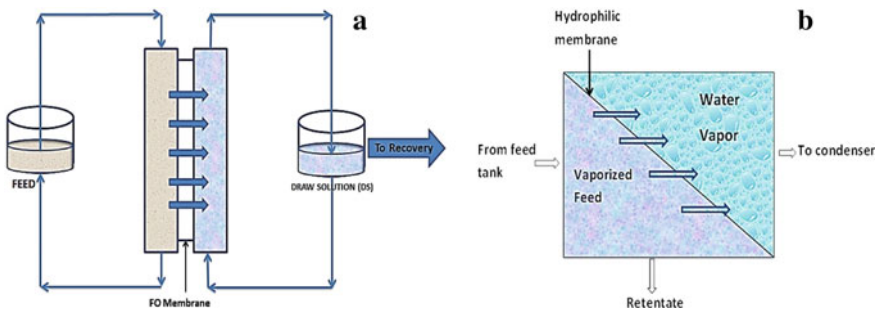 a
FEED
To Recovery
DRAW SOLUTION (DS)
FO Membrane
b
Hydrophilic
membrane
Water
Vapor
From feed
tank
To condenser
Vaporized
Feed
Retentate